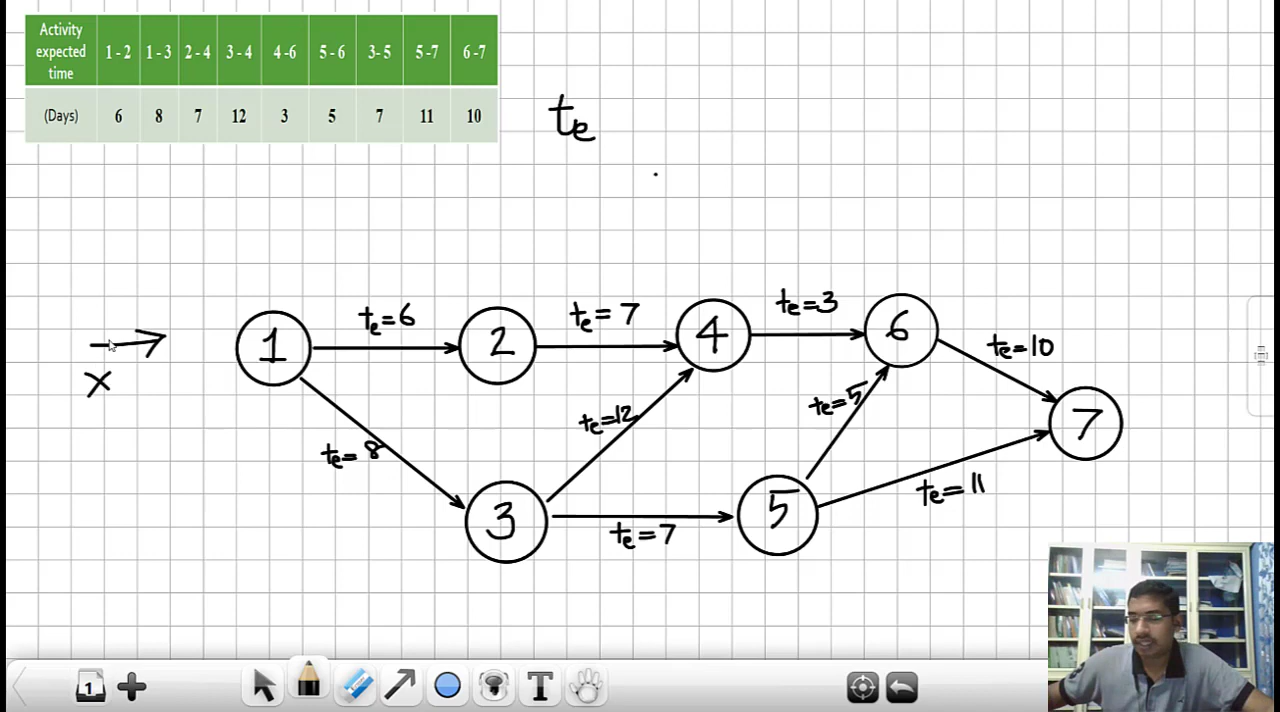 Activity expected time 1 - 2 1 - 3 2 - 4 3 - 4 4 -6 5 - 6 3- 5 5 -7 6 -7
(Days) 6 8 7 12 3 5 7 11 10
te
te=6
te= 7
te=3
1
2
4
6
te=10
X
te=5
te=12
7
te= 8
te= 11
3
5
te=7
1
T